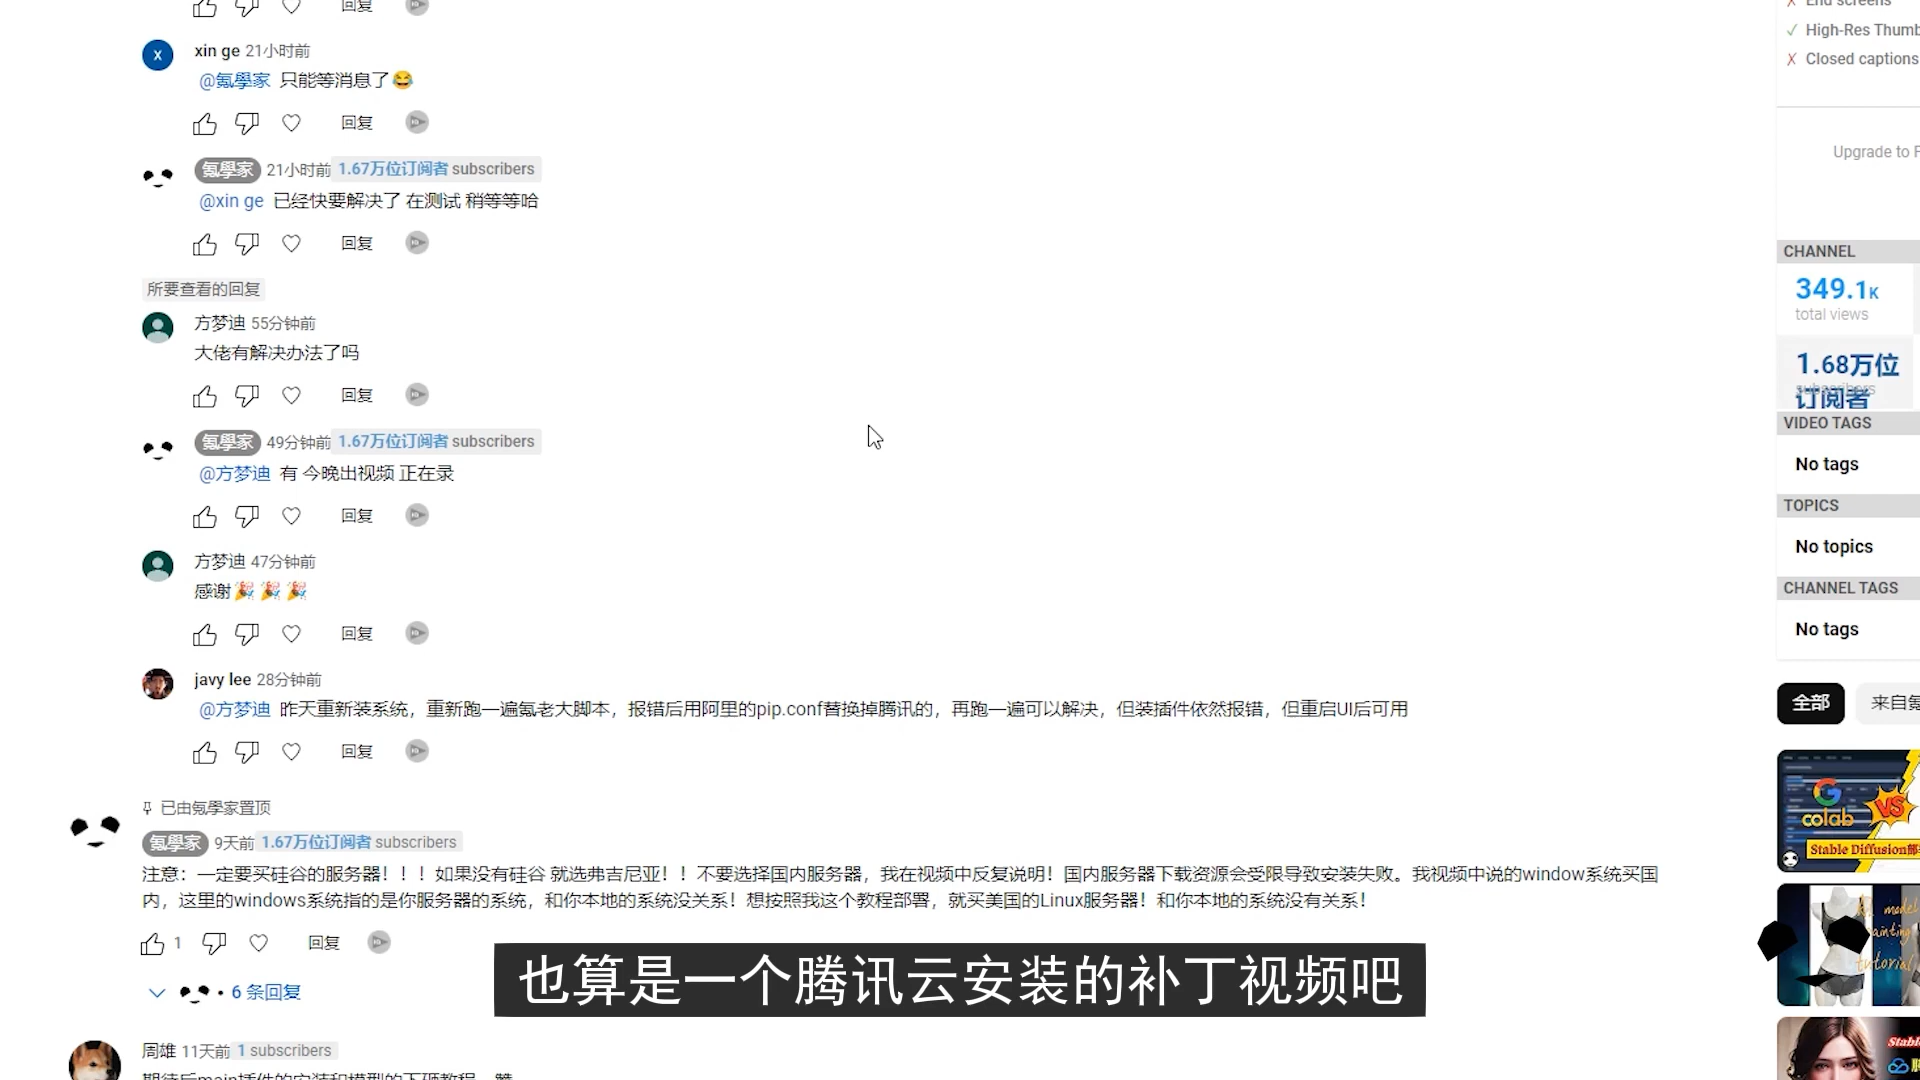 回复
xin ge 21小时前
@氪學家 只能等消息了😂
回复
氪學家 21小时前 1.67万位订阅者 subscribers
@xin ge 已经快要解决了 在测试 稍等等哈
回复
所要查看的回复
方梦迪 55分钟前
大佬有解决办法了吗
回复
氪學家 49分钟前 1.67万位订阅者 subscribers
@方梦迪 有 今晚出视频 正在录
回复
方梦迪 47分钟前
感谢🎉🎉🎉
回复
javy lee 28分钟前
@方梦迪 昨天重新装系统，重新跑一遍氪老大脚本，报错后用阿里的pip.conf替换掉腾讯的，再跑一遍可以解决，但装插件依然报错，但重启UI后可用
回复
已由氪學家置顶
氪學家 9天前 1.67万位订阅者 subscribers
注意：一定要买硅谷的服务器！！！如果没有硅谷 就选弗吉尼亚！！不要选择国内服务器，我在视频中反复说明！国内服务器下载资源会受限导致安装失败。我视频中说的window系统买国
内，这里的windows系统指的是你服务器的系统，和你本地的系统没关系！想按照我这个教程部署，就买美国的Linux服务器！和你本地的系统没有关系！
1 回复
6 条回复
周雄 11天前 1 subscribers
也算是一个腾讯云安装的补丁视频吧
End screens
High-Res Thumb
Closed captions
Upgrade to
CHANNEL
349.1K
total views
1.68万位
订阅者
subscribers
VIDEO TAGS
No tags
TOPICS
No topics
CHANNEL TAGS
No tags
全部 来自氪
Google
colab
VS
Stable Diffusion部
model
tutorial